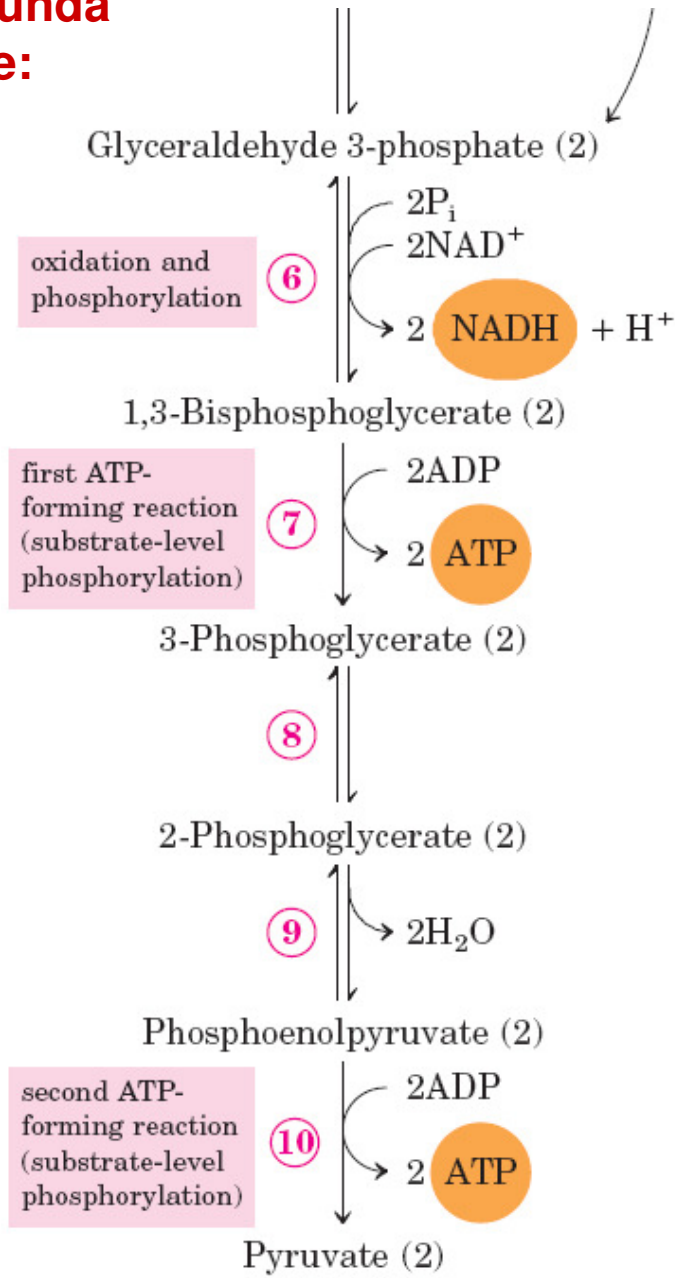 unda
e:
Glyceraldehyde 3-phosphate (2)
2Pᵢ
2NAD⁺
oxidation and
phosphorylation
6
2 NADH + H⁺
1,3-Bisphosphoglycerate (2)
first ATP-
forming reaction
(substrate-level
phosphorylation)
7
2ADP
2 ATP
3-Phosphoglycerate (2)
8
2-Phosphoglycerate (2)
9
2H₂O
Phosphoenolpyruvate (2)
second ATP-
forming reaction
(substrate-level
phosphorylation)
10
2ADP
2 ATP
Pyruvate (2)